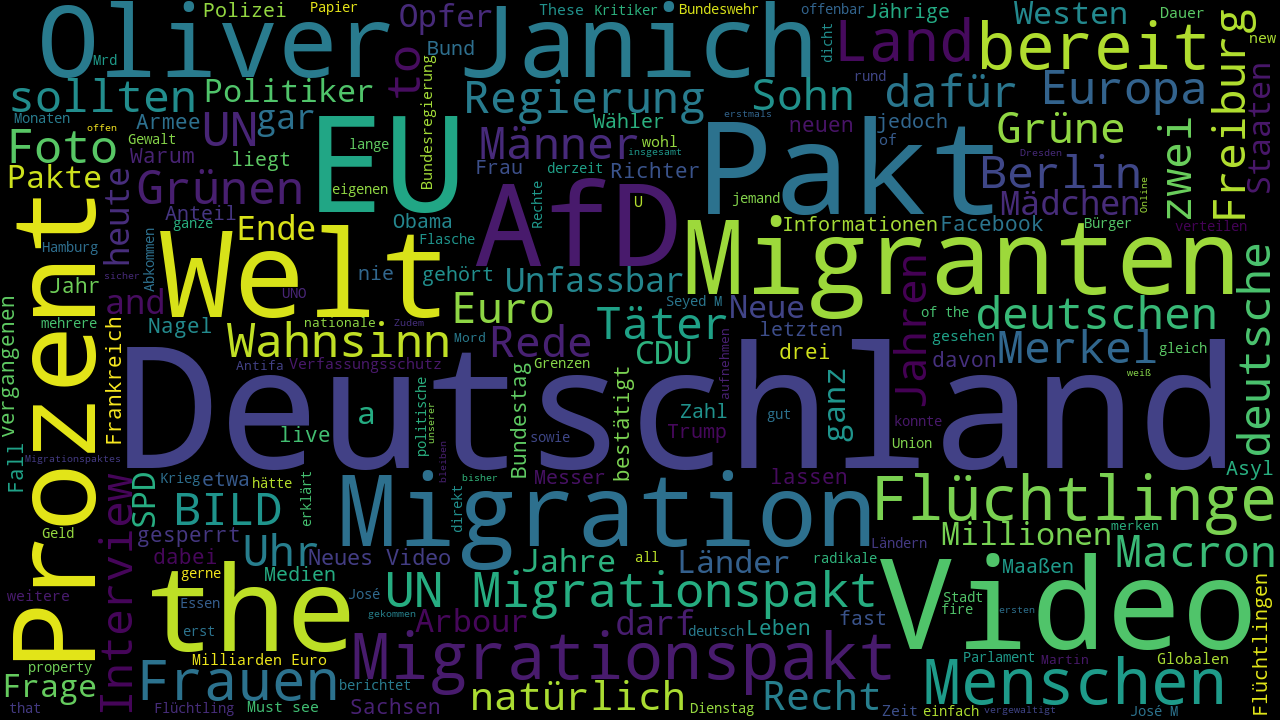 Oliver Janich
Polizei
Papier
Opfer
These
Kritiker
Bundeswehr
offenbar
Jährige
Westen
Dauer
Land
bereit
new
Mrd
to
Bund
dicht
sollten
Politiker
Regierung
Sohn
rund
dafür
Europa
Freiburg
Staaten
Monaten
offen
Armee
UN
gar
Bundesregierung
Wähler
erstmals
neuen
jedoch
Grüne
zwei
EU
Pakt
Foto
Gewalt
Warum
liegt
lange
Männer
wohl
insgesamt
of
Dresden
Berlin
Pakte
heute
Grünen
eigenen
Frau
derzeit
Richter
jemand
Mädchen
Online
AfD
Rechte
U
Anteil
ganze
Obama
Informationen
Facebook
Bürger
verteilen
Prozent
Hamburg
Abkommen
Welt
Ende
Flasche
Migranten
sicher
Jahr
nie
gehört
Unfassbar
deutsche
UNO
and
Euro
Seyed M
Neue
Jahren
of the
deutschen
vergangenen
mehrere
Nagel
nationale
Zudem
Täter
letzten
gesehen
Frankreich
Wahnsinn
Mord
Rede
CDU
drei
davon
Merkel
gleich
Antifa
Verfassungsschutz
Grenzen
aufnehmen
weiß
Deutschland
a
politische
unserer
Bundestag
bestätigt
Zahl
Trump
gut
ganz
konnte
live
sowie
Union
Fall
Migrationspaktes
bleiben
Asyl
Interview
SPD
Krieg
etwa
hätte
erklärt
bisher
Messer
lassen
Migration
Flüchtlinge
BILD
direkt
Geld
gesperrt
Millionen
merken
dabei
Uhr
Neues Video
Jahre
all
Länder
radikale
Ländern
Macron
the
gerne
Medien
Maaßen
Video
weitere
Essen
José
UN Migrationspakt
Stadt
fire
ersten
gekommen
Flüchtlingen
erst
Arbour
darf
deutsch
Leben
fast
property
Milliarden Euro
Migrationspakt
Parlament
Martin
Globalen
Frage
Frauen
berichtet
Menschen
that
Flüchtling
Must see
Sachsen
natürlich
Dienstag
Recht
Zeit
einfach
vergewaltigt
José M